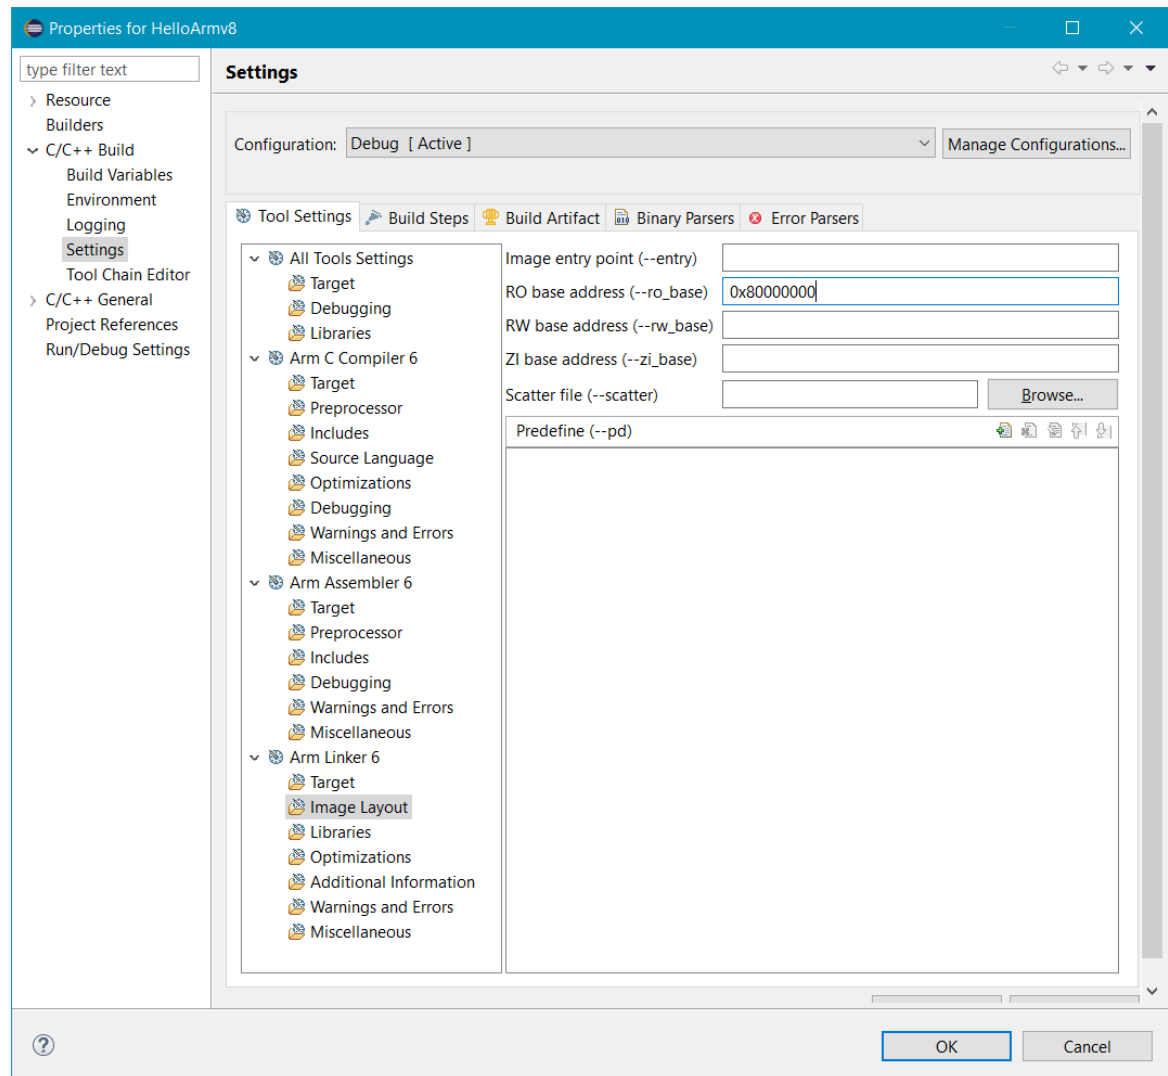 Properties for HelloArmv8
type filter text
Resource
Builders
C/C++ Build
Build Variables
Environment
Logging
Settings
Tool Chain Editor
C/C++ General
Project References
Run/Debug Settings
Settings
Configuration: Debug [ Active ] Manage Configurations...
Tool Settings Build Steps Build Artifact Binary Parsers Error Parsers
All Tools Settings
Target
Debugging
Libraries
Arm C Compiler 6
Target
Preprocessor
Includes
Source Language
Optimizations
Debugging
Warnings and Errors
Miscellaneous
Arm Assembler 6
Target
Preprocessor
Includes
Debugging
Warnings and Errors
Miscellaneous
Arm Linker 6
Target
Image Layout
Libraries
Optimizations
Additional Information
Warnings and Errors
Miscellaneous
Image entry point (--entry)
RO base address (--ro_base) 0x80000000
RW base address (--rw_base)
ZI base address (--zi_base)
Scatter file (--scatter) Browse...
Predefine (--pd)
OK Cancel